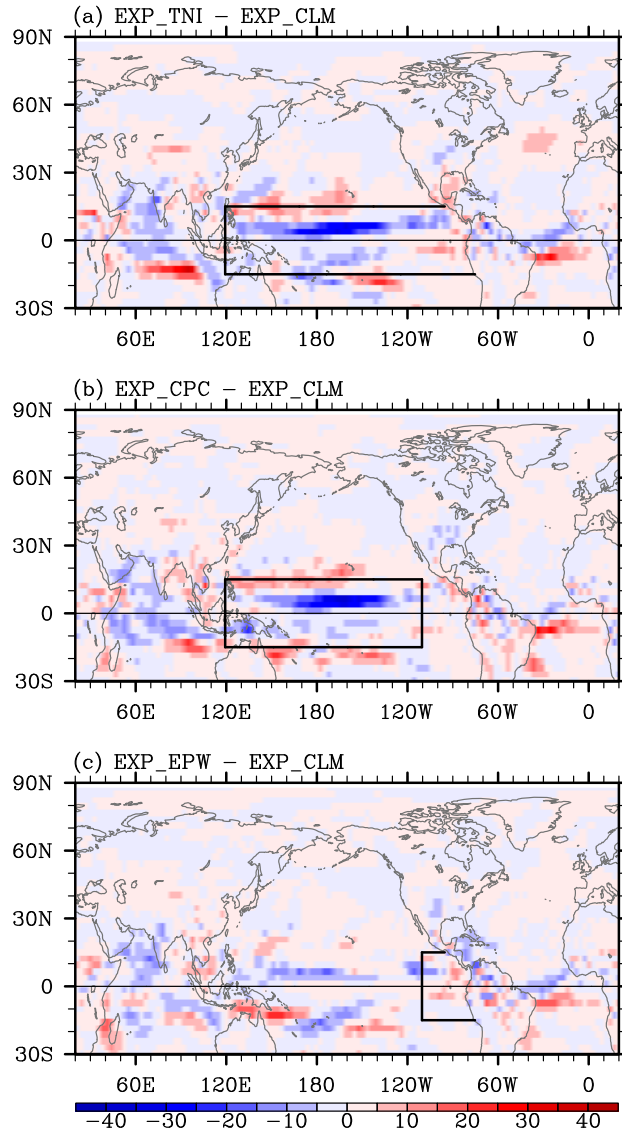 (a) EXP_TNI − EXP_CLM
90N
60N
30N
0
30S
60E 120E 180 120W 60W 0
(b) EXP_CPC − EXP_CLM
90N
60N
30N
0
30S
60E 120E 180 120W 60W 0
(c) EXP_EPW − EXP_CLM
90N
60N
30N
0
30S
60E 120E 180 120W 60W 0
−40 −30 −20 −10 0 10 20 30 40